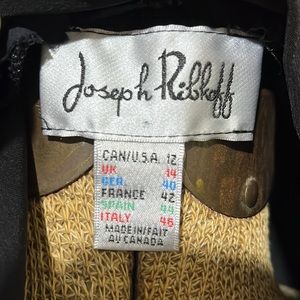 Joseph Ribkoff
CAN/U.S.A. 12
UK 14
GER. 40
FRANCE 42
SPAIN 44
ITALY 46
MADE IN/FAIT
AU CANADA